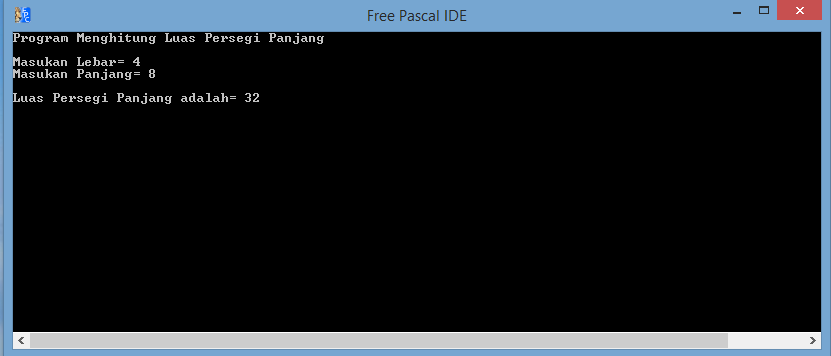 Free Pascal IDE
Program Menghitung Luas Persegi Panjang
Masukan Lebar= 4
Masukan Panjang= 8
Luas Persegi Panjang adalah= 32